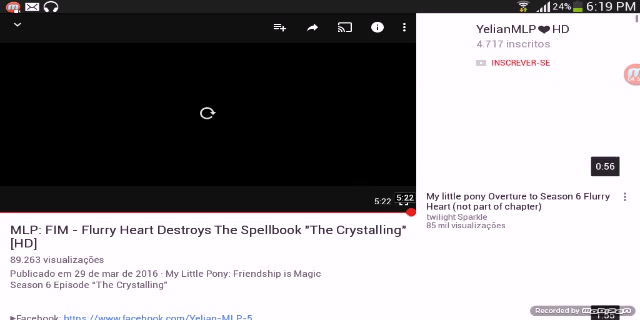 24% 6:19 PM
YelianMLP❤HD
4.717 inscritos
INSCREVER-SE
0:56
5:22
5:22
My little pony Overture to Season 6 Flurry
Heart (not part of chapter)
twilight Sparkle
85 mil visualizações
MLP: FIM - Flurry Heart Destroys The Spellbook "The Crystalling"
[HD]
89.263 visualizações
Publicado em 29 de mar de 2016 · My Little Pony: Friendship is Magic
Season 6 Episode "The Crystalling"
▸Facebook: https://www.facebook.com/Yelian-MLP-5
Recorded by